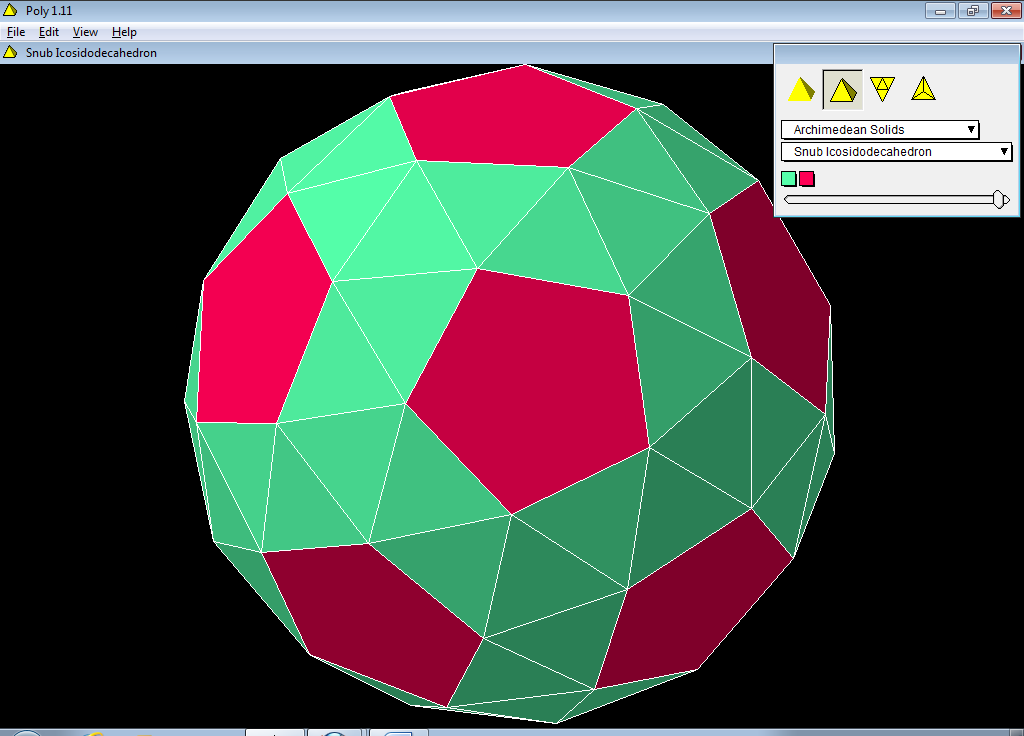 Poly 1.11
File Edit View Help
Snub Icosidodecahedron
Archimedean Solids
Snub Icosidodecahedron